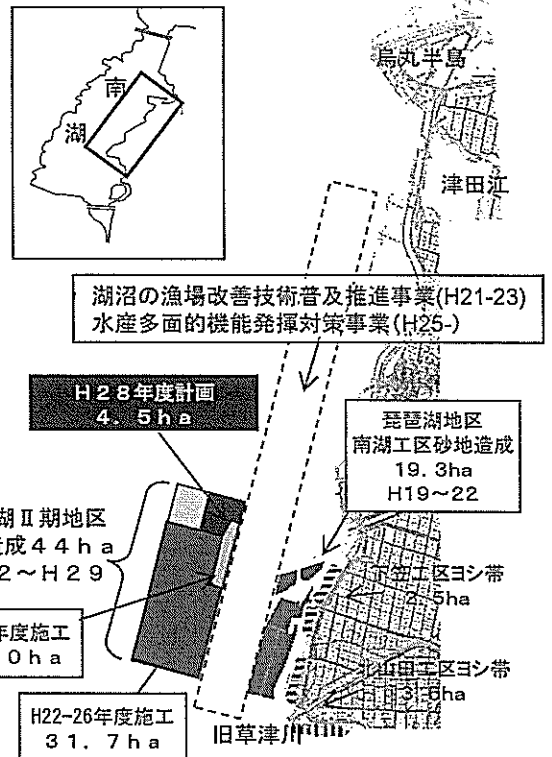 南
湖
烏丸半島
津田江
湖沼の漁場改善技術普及推進事業(H21-23)
水産多面的機能発揮対策事業(H25-)
H28年度計画
4.5ha
琵琶湖地区
南湖工区砂地造成
19.3ha
H19~22
湖Ⅱ期地区
成44ha
2~H29
下笠工区ヨシ帯
2.5ha
年度施工
0ha
北山田工区ヨシ帯
3.6ha
H22-26年度施工
31.7ha
旧草津川